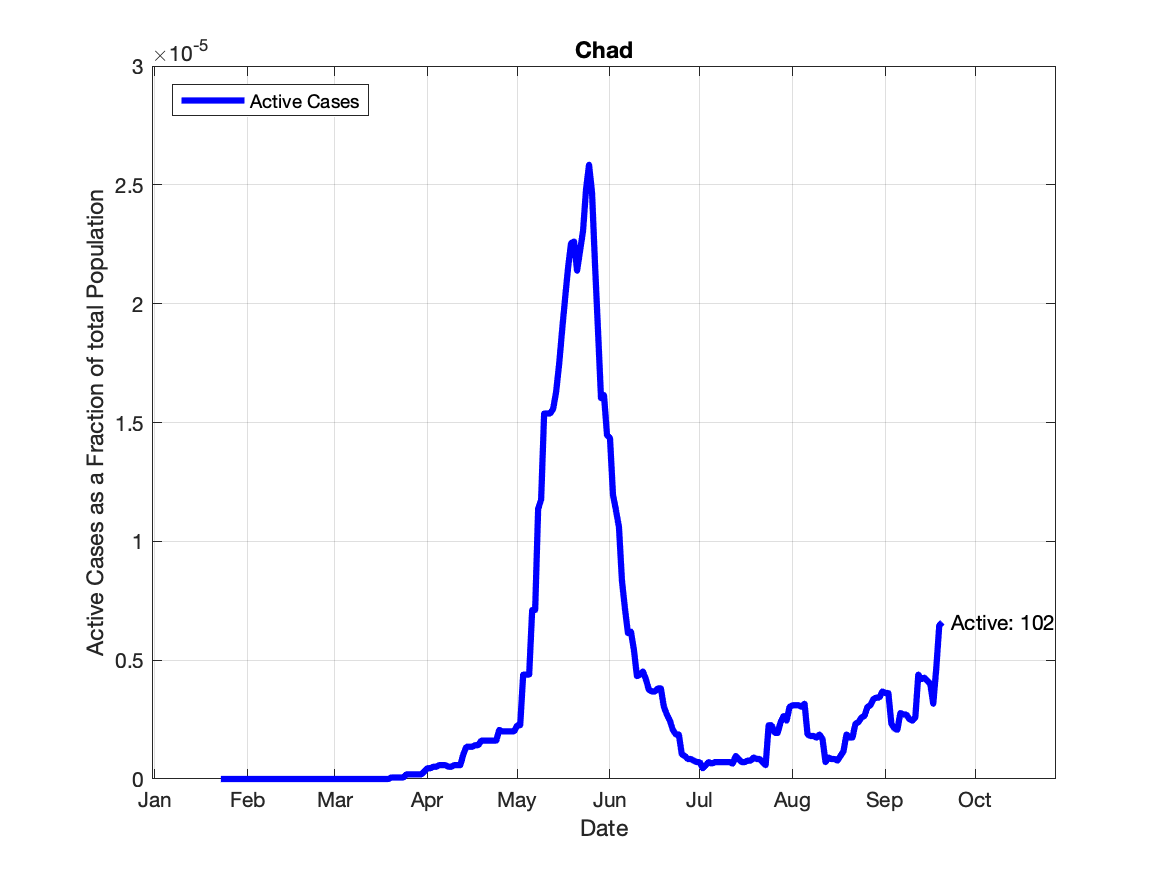 Chad
×10-5
3
2.5
2
1.5
1
0.5
0
Active Cases as a Fraction of total Population
Active Cases
Active: 102
Jan Feb Mar Apr May Jun Jul Aug Sep Oct
Date